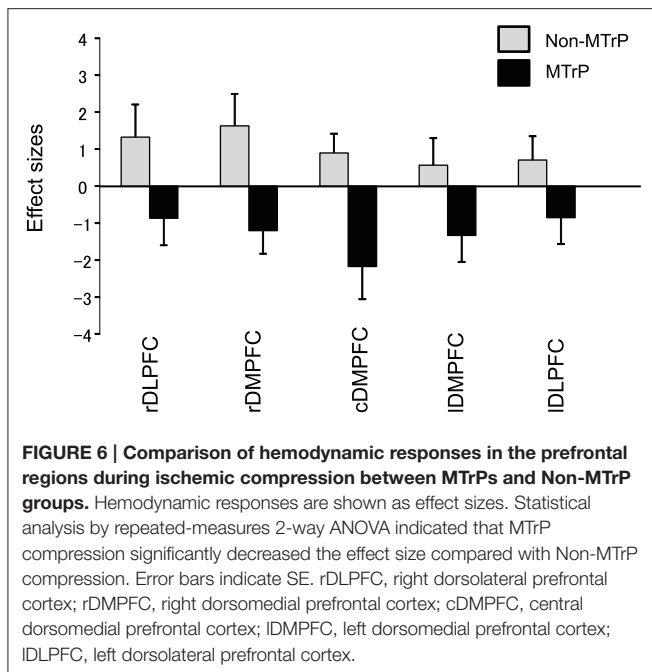 Non-MTrP
MTrP
Effect sizes
4
3
2
1
0
−1
−2
−3
−4
rDLPFC
rDMPFC
cDMPFC
lDMPFC
lDLPFC
FIGURE 6 | Comparison of hemodynamic responses in the prefrontal
regions during ischemic compression between MTrPs and Non-MTrP
groups. Hemodynamic responses are shown as effect sizes. Statistical
analysis by repeated-measures 2-way ANOVA indicated that MTrP
compression significantly decreased the effect size compared with Non-MTrP
compression. Error bars indicate SE. rDLPFC, right dorsolateral prefrontal
cortex; rDMPFC, right dorsomedial prefrontal cortex; cDMPFC, central
dorsomedial prefrontal cortex; lDMPFC, left dorsomedial prefrontal cortex;
lDLPFC, left dorsolateral prefrontal cortex.